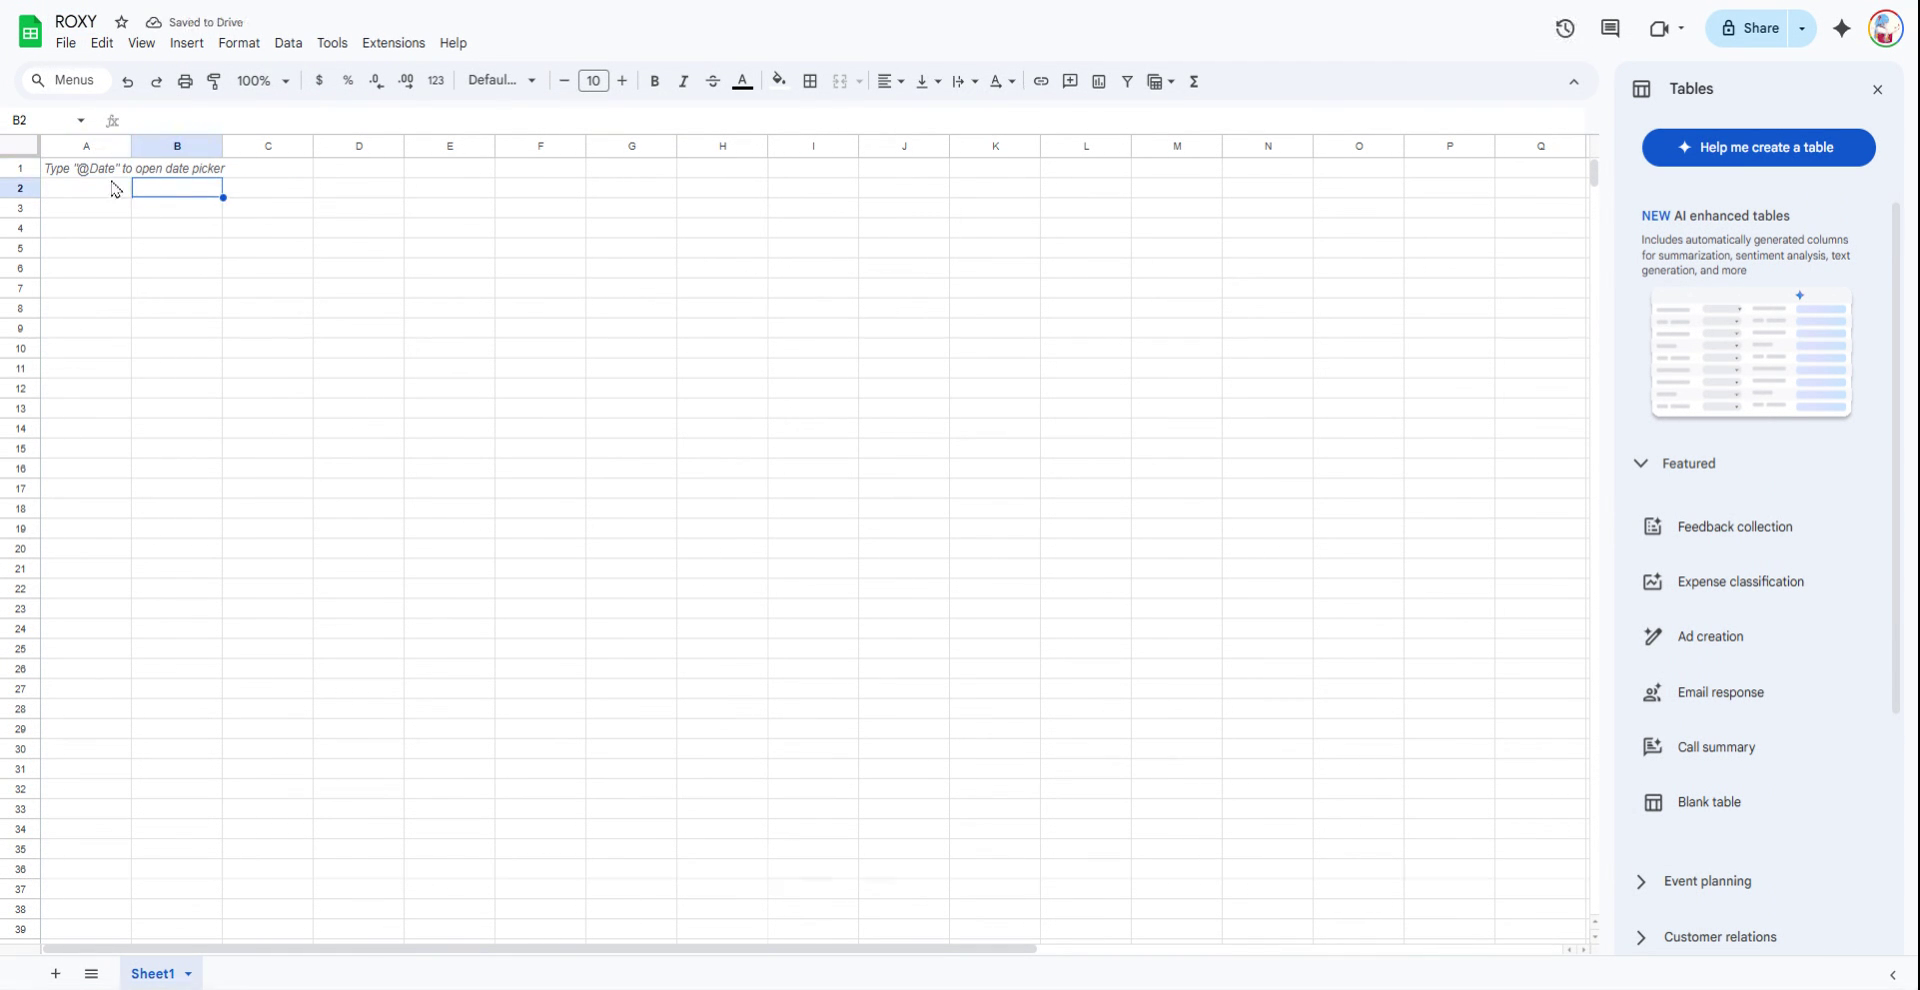 ROXY Saved to Drive
File Edit View Insert Format Data Tools Extensions Help
Share
Menus 100% $ % .0 .00 123 Defaul... 10 B I A
B2
A B C D E F G H I J K L M N O P Q
1 Type "@Date" to open date picker
2
3
4
5
6
7
8
9
10
11
12
13
14
15
16
17
18
19
20
21
22
23
24
25
26
27
28
29
30
31
32
33
34
35
36
37
38
39
Sheet1
Tables
Help me create a table
NEW AI enhanced tables
Includes automatically generated columns
for summarization, sentiment analysis, text
generation, and more
Featured
Feedback collection
Expense classification
Ad creation
Email response
Call summary
Blank table
Event planning
Customer relations